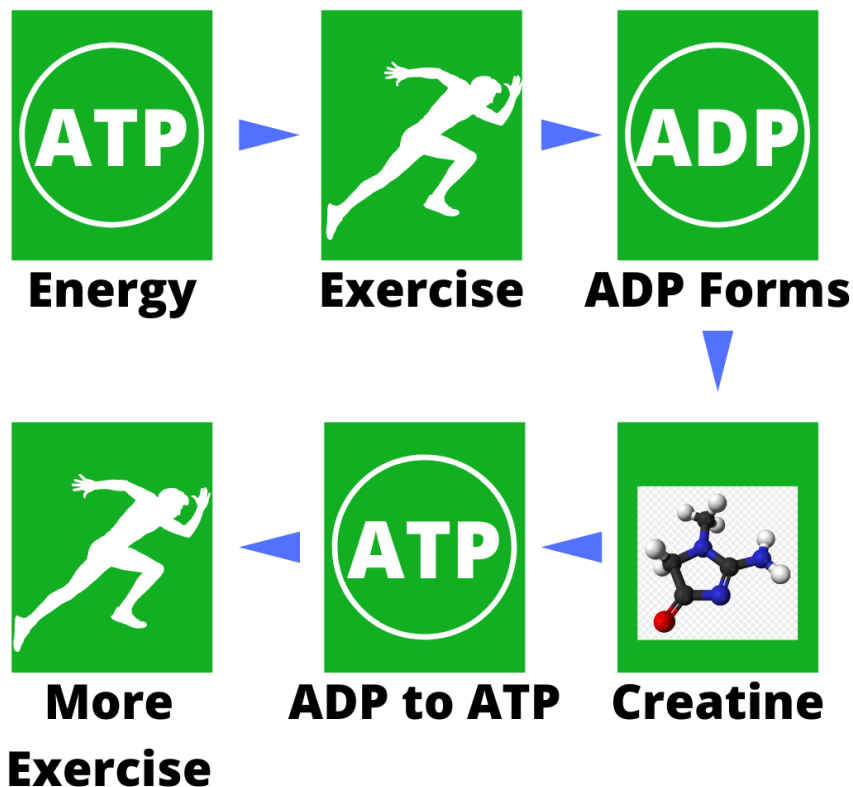 ATP
Energy
Exercise
ADP
ADP Forms
Creatine
ATP
ADP to ATP
More
Exercise